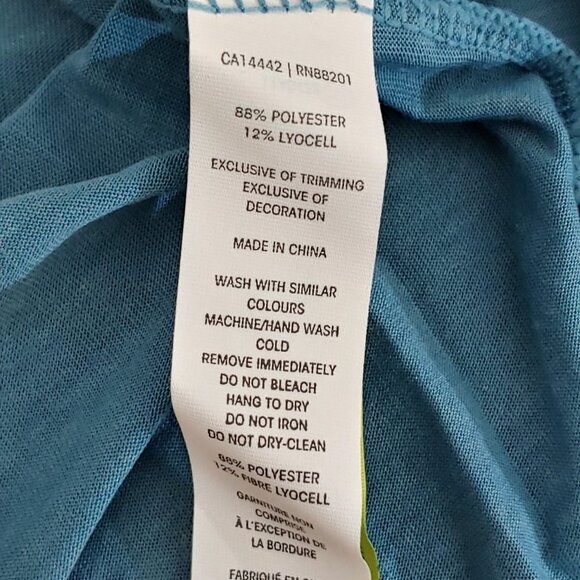 CA14442 | RN88201
88% POLYESTER
12% LYOCELL
EXCLUSIVE OF TRIMMING
EXCLUSIVE OF
DECORATION
MADE IN CHINA
WASH WITH SIMILAR
COLOURS
MACHINE/HAND WASH
COLD
REMOVE IMMEDIATELY
DO NOT BLEACH
HANG TO DRY
DO NOT IRON
DO NOT DRY-CLEAN
88% POLYESTER
12% FIBRE LYOCELL
GARNITURE NON
COMPRISE
À L'EXCEPTION DE
LA BORDURE
FABRIQUÉ EN